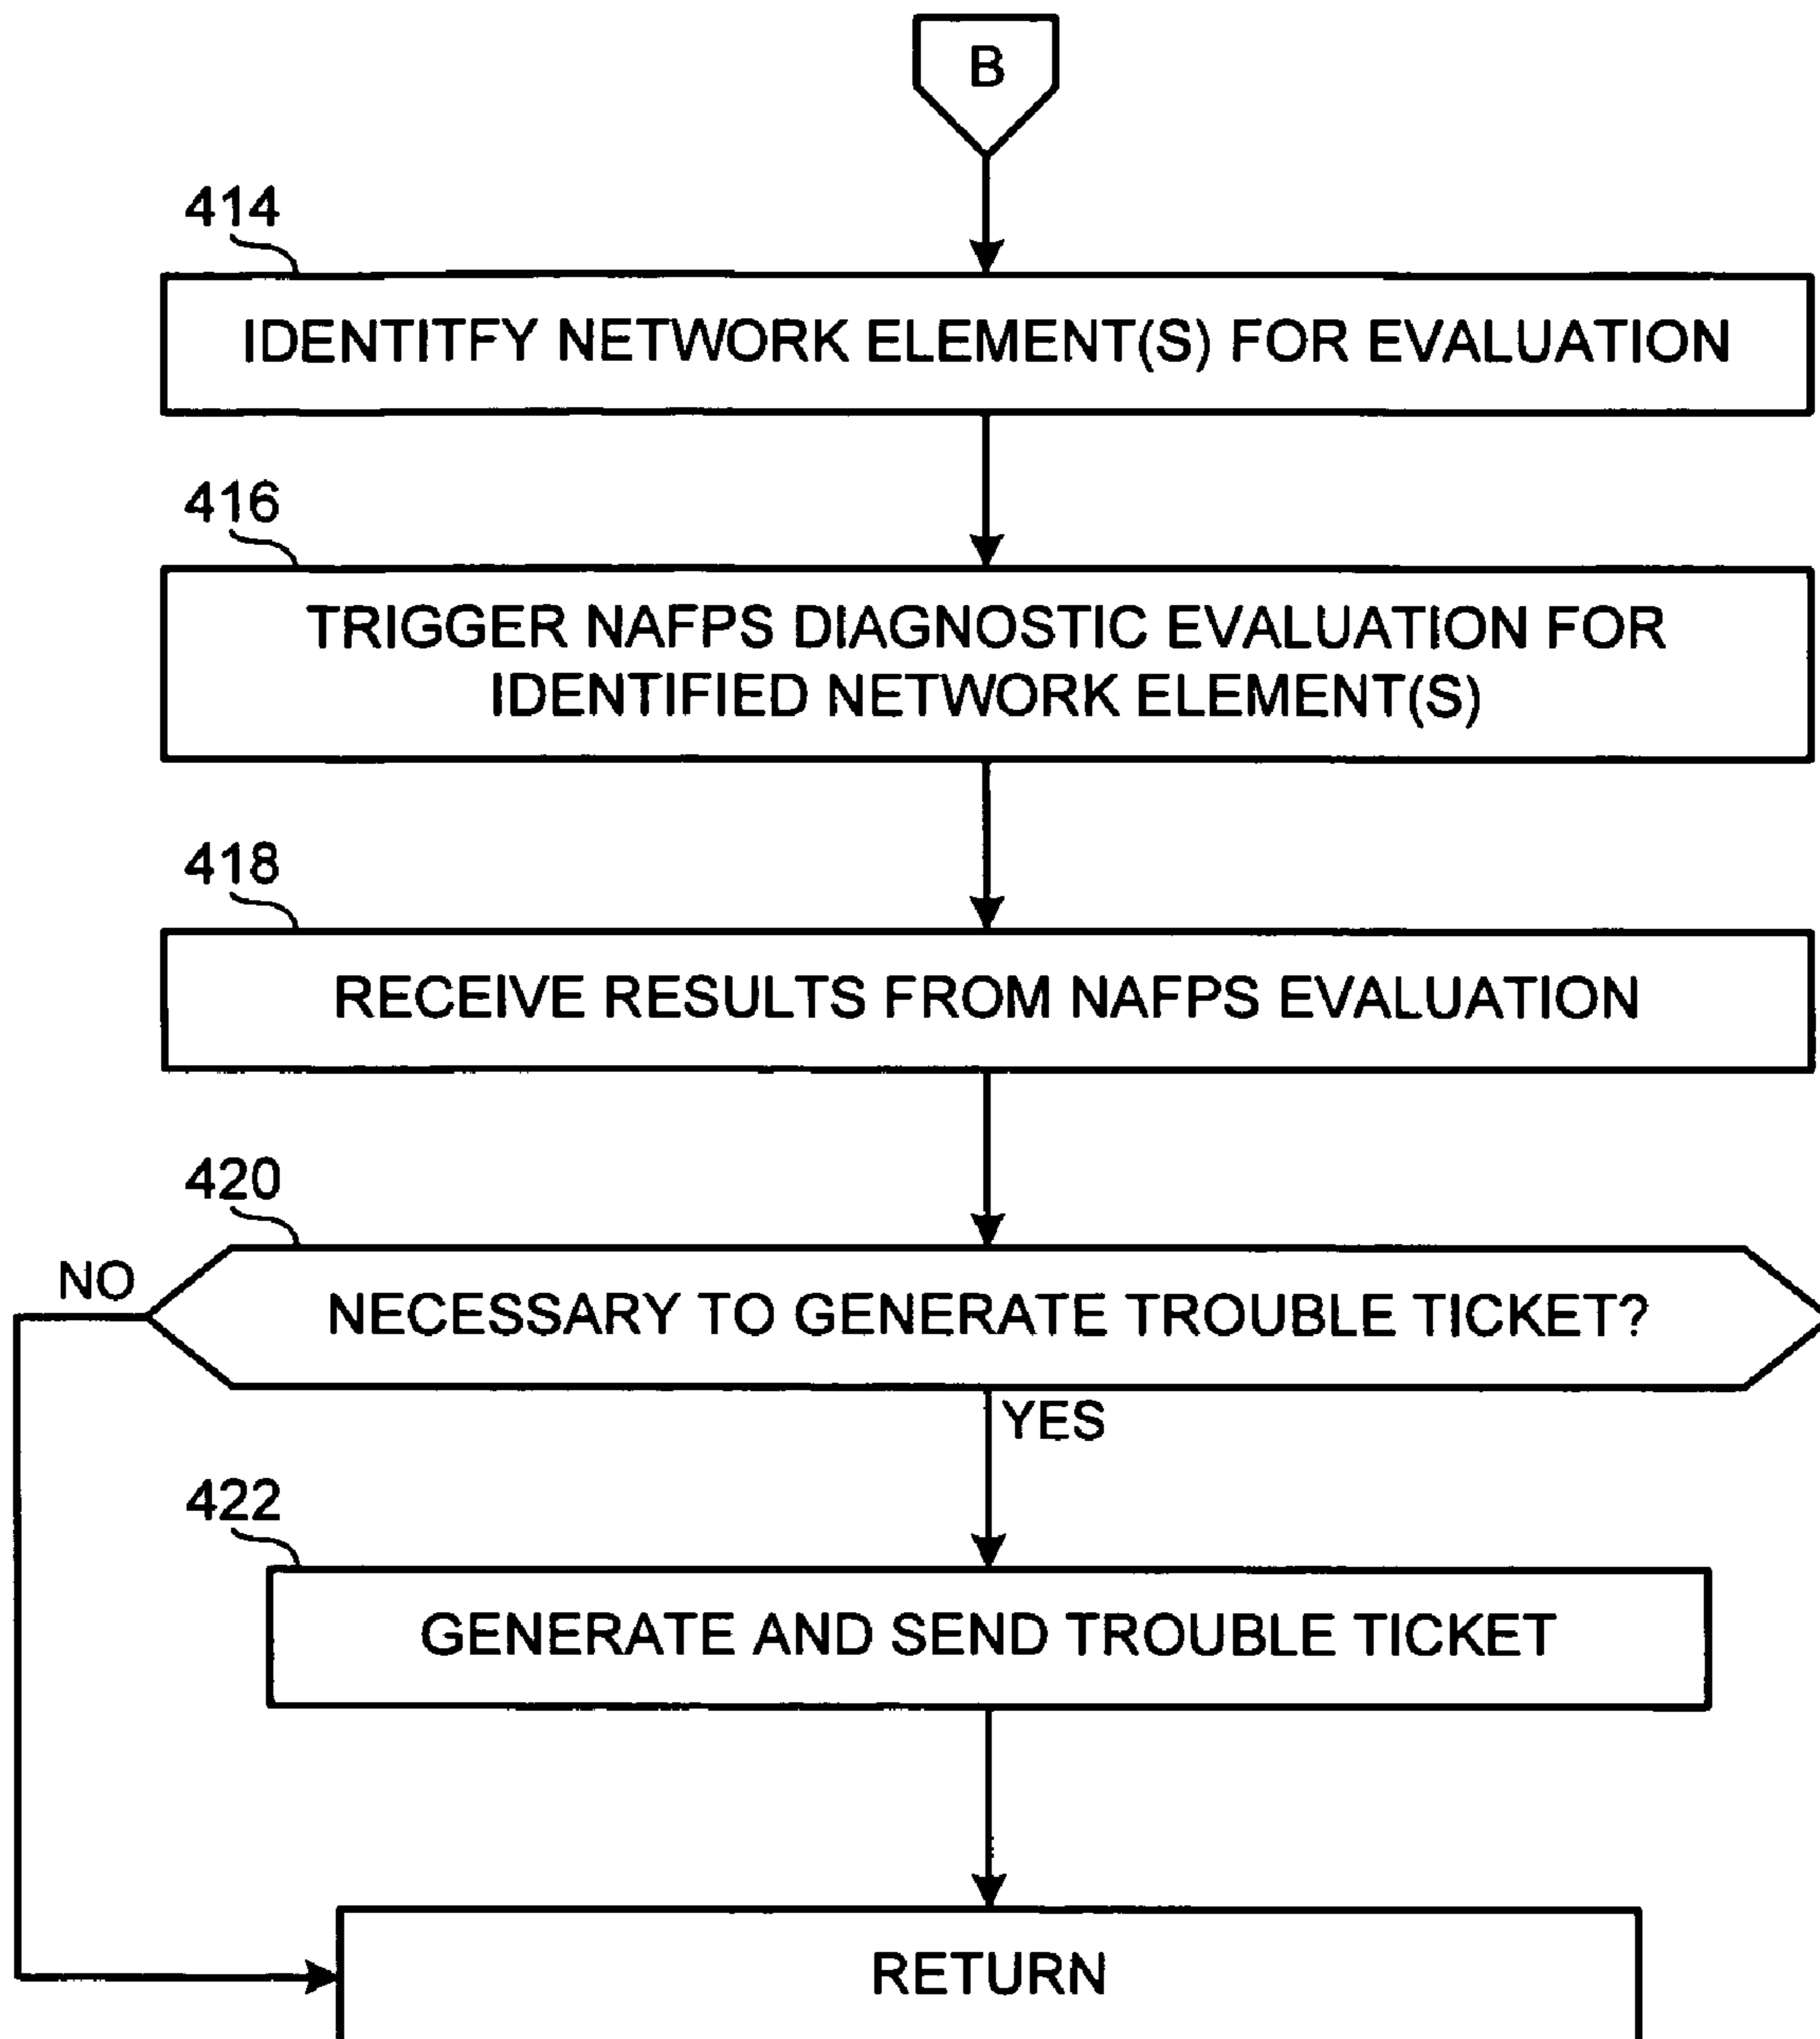 B
414
IDENTITFY NETWORK ELEMENT(S) FOR EVALUATION
416
TRIGGER NAFPS DIAGNOSTIC EVALUATION FOR
IDENTIFIED NETWORK ELEMENT(S)
418
RECEIVE RESULTS FROM NAFPS EVALUATION
420
NO
NECESSARY TO GENERATE TROUBLE TICKET?
YES
422
GENERATE AND SEND TROUBLE TICKET
RETURN